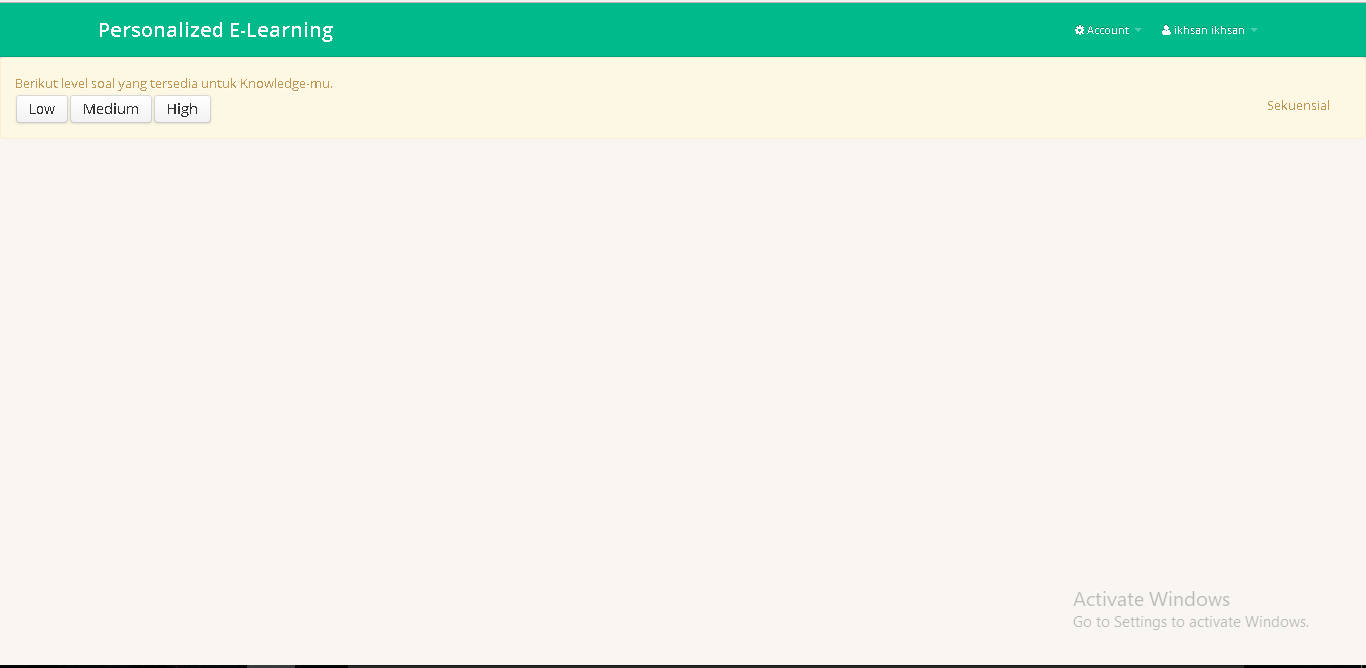 Personalized E-Learning
Account
ikhsan ikhsan
Berikut level soal yang tersedia untuk Knowledge-mu.
Low Medium High
Sekuensial
Activate Windows
Go to Settings to activate Windows.